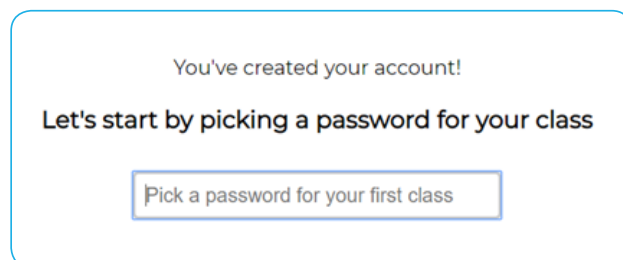 You've created your account!
Let's start by picking a password for your class
Pick a password for your first class